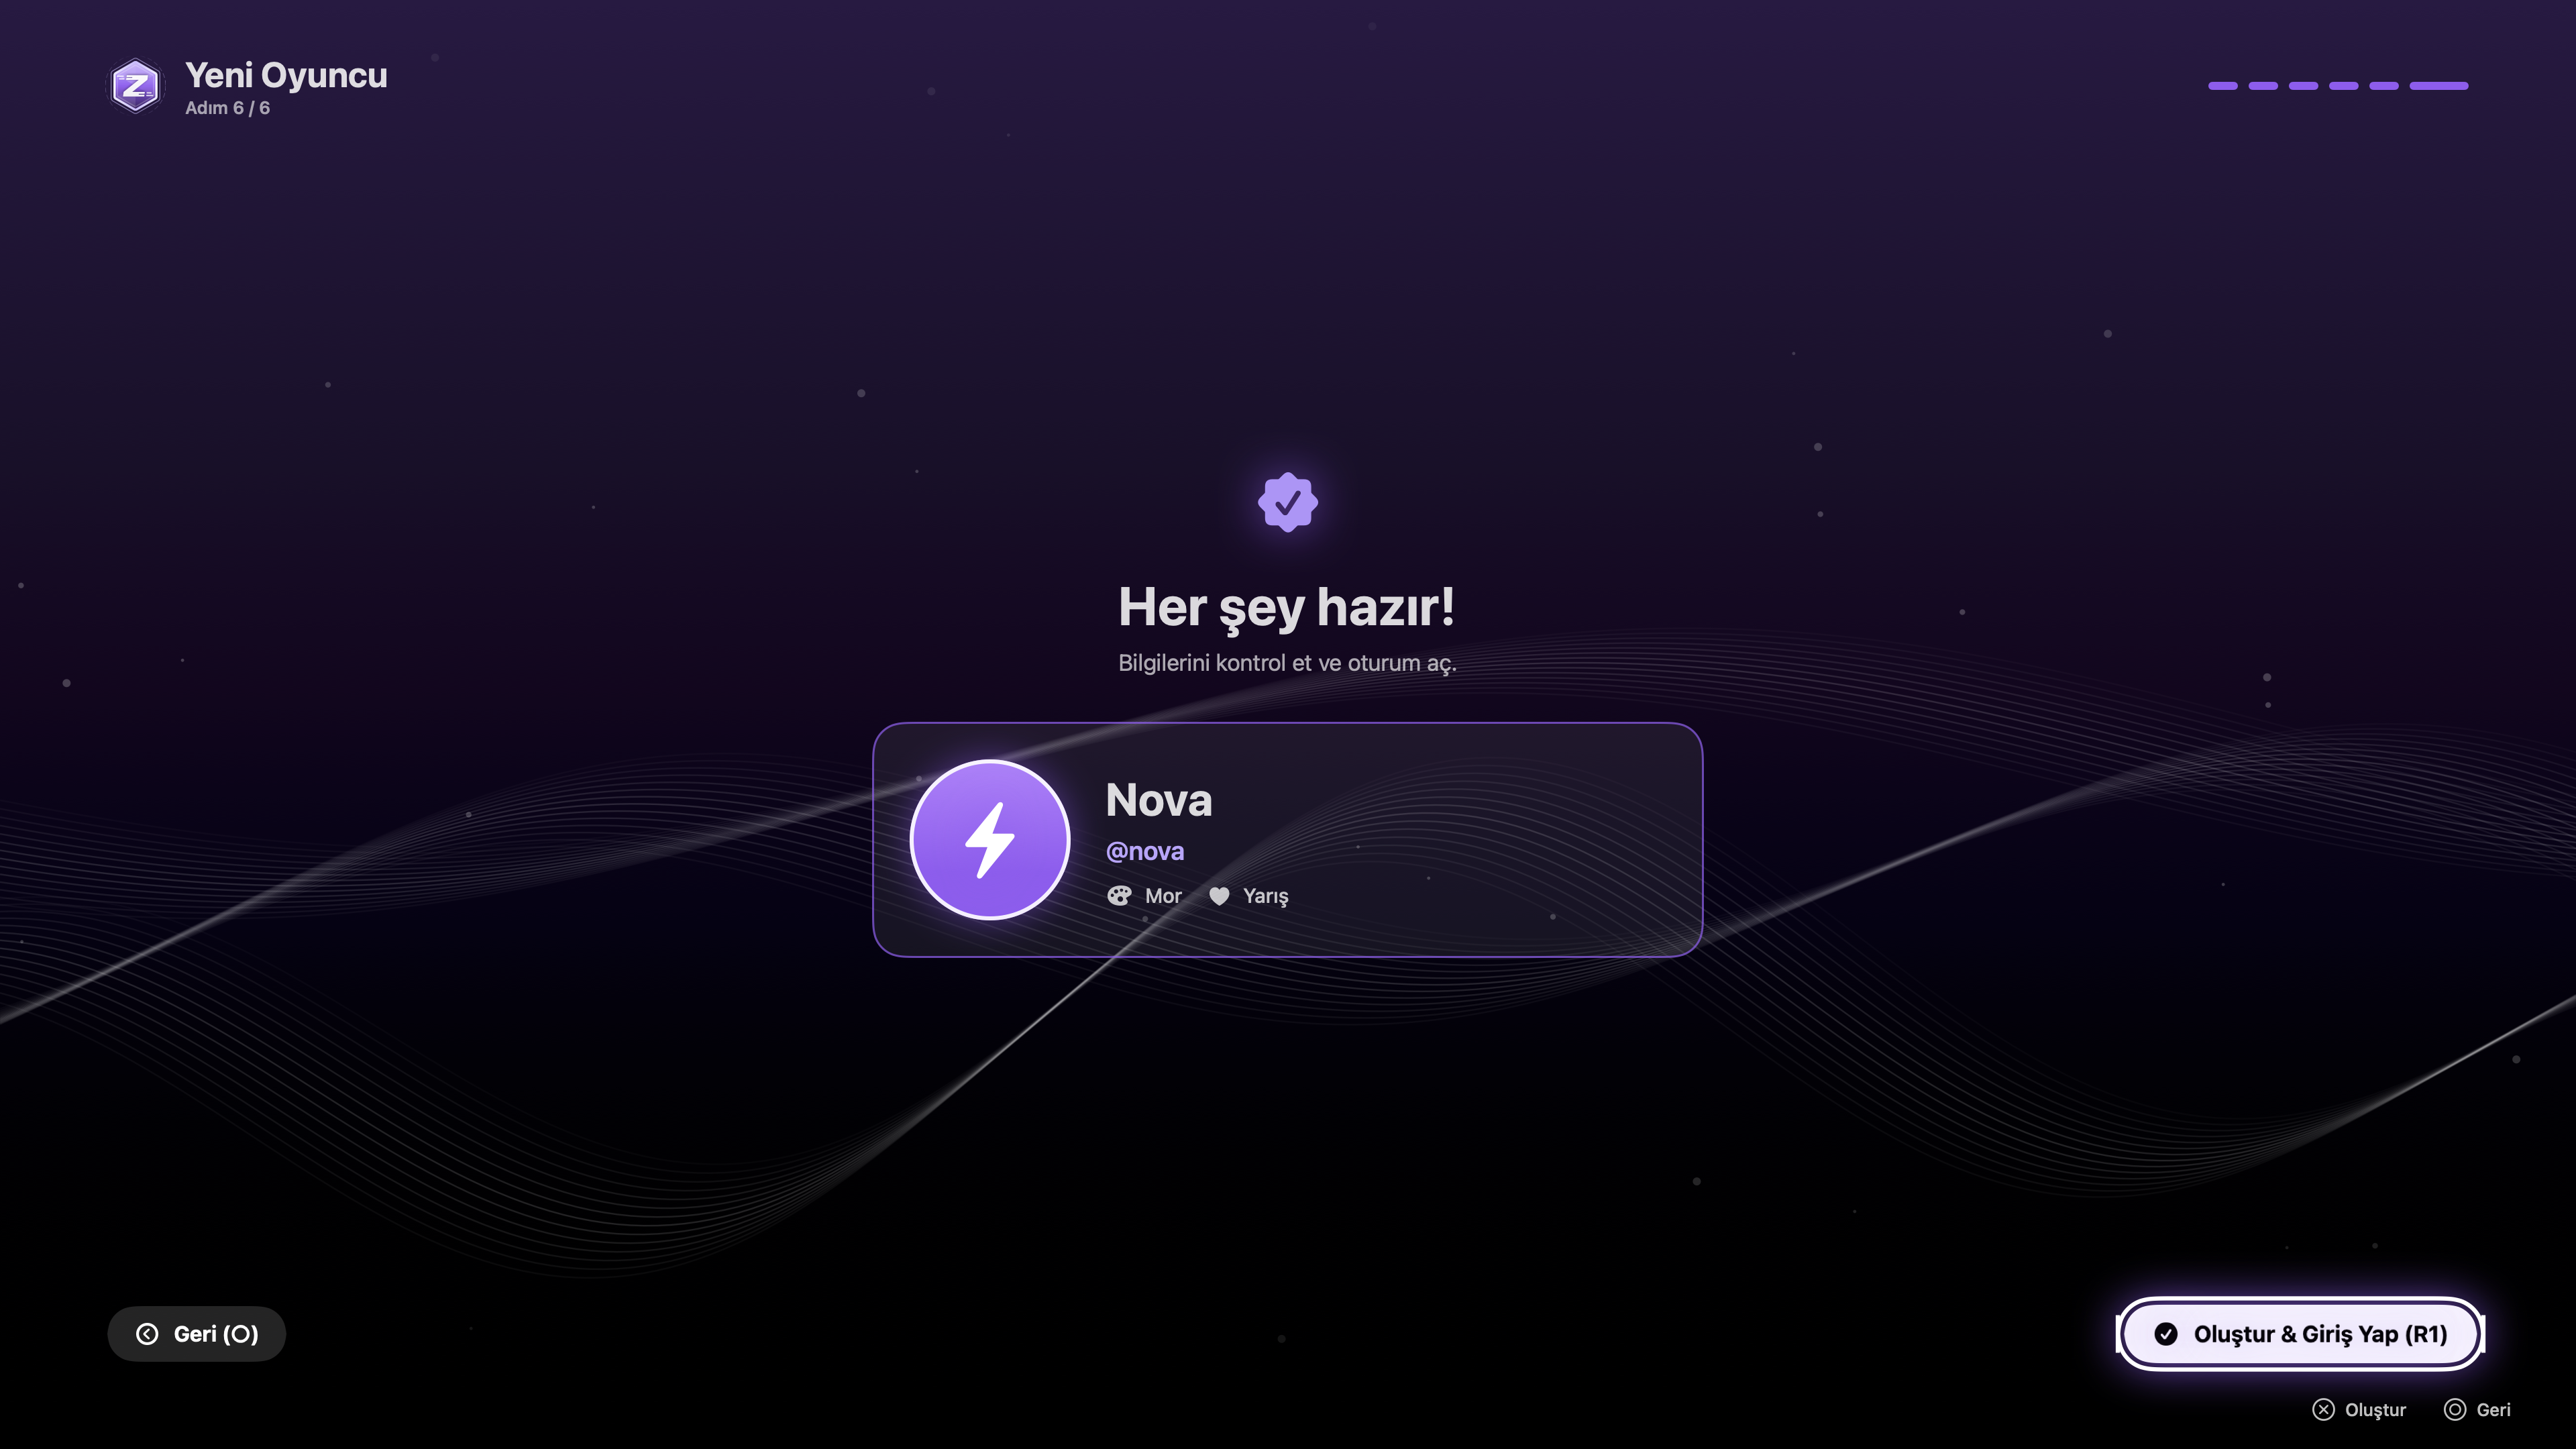 Yeni Oyuncu
Adım 6 / 6
Her şey hazır!
Bilgilerini kontrol et ve oturum aç.
Nova
@nova
Mor Yarış
Geri (O)
Oluştur & Giriş Yap (R1)
Oluştur Geri